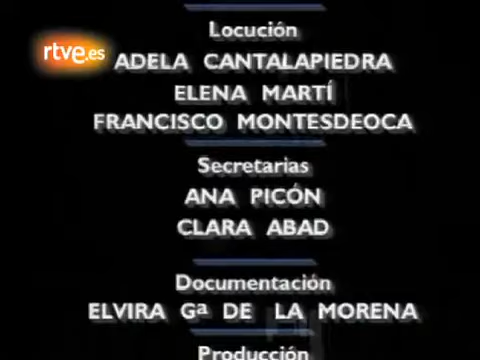 rtve.es
Locución
ADELA CANTALAPIEDRA
ELENA MARTÍ
FRANCISCO MONTESDEOCA
Secretarias
ANA PICÓN
CLARA ABAD
Documentación
ELVIRA Gª DE LA MORENA
Producción